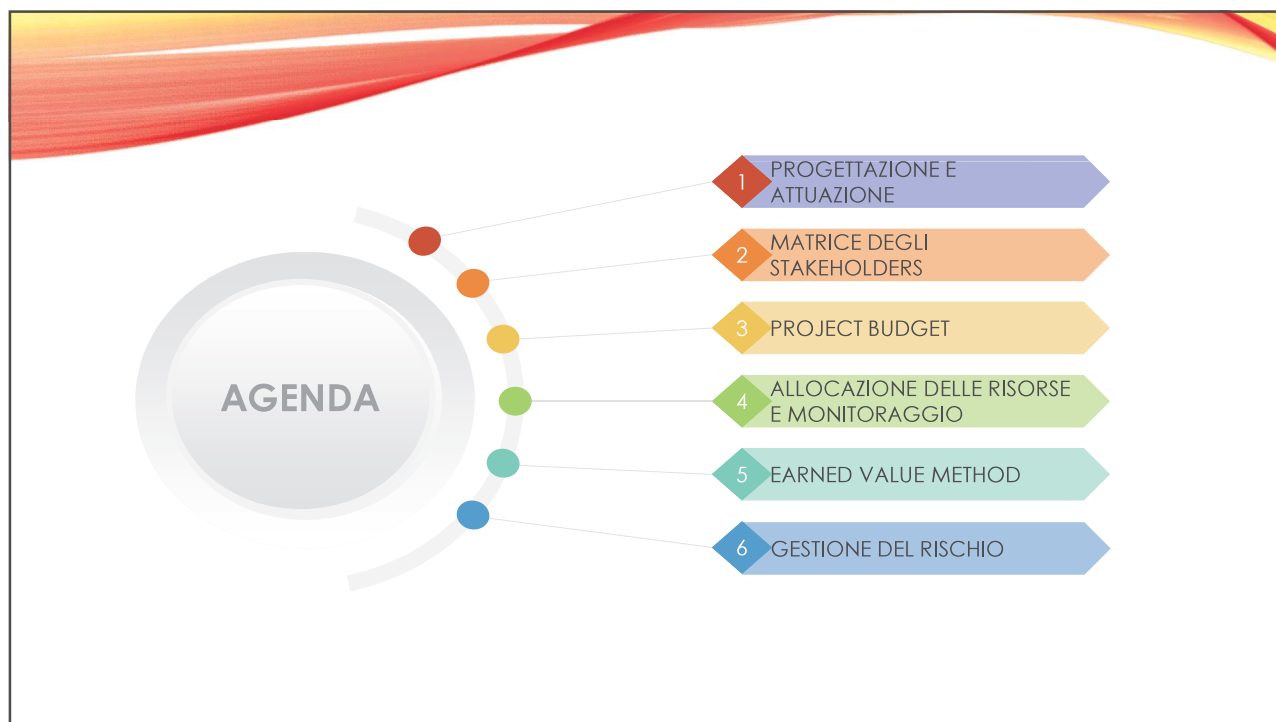 AGENDA
1
PROGETTAZIONE E
ATTUAZIONE
2
MATRICE DEGLI
STAKEHOLDERS
3
PROJECT BUDGET
4
ALLOCAZIONE DELLE RISORSE
E MONITORAGGIO
5
EARNED VALUE METHOD
6
GESTIONE DEL RISCHIO